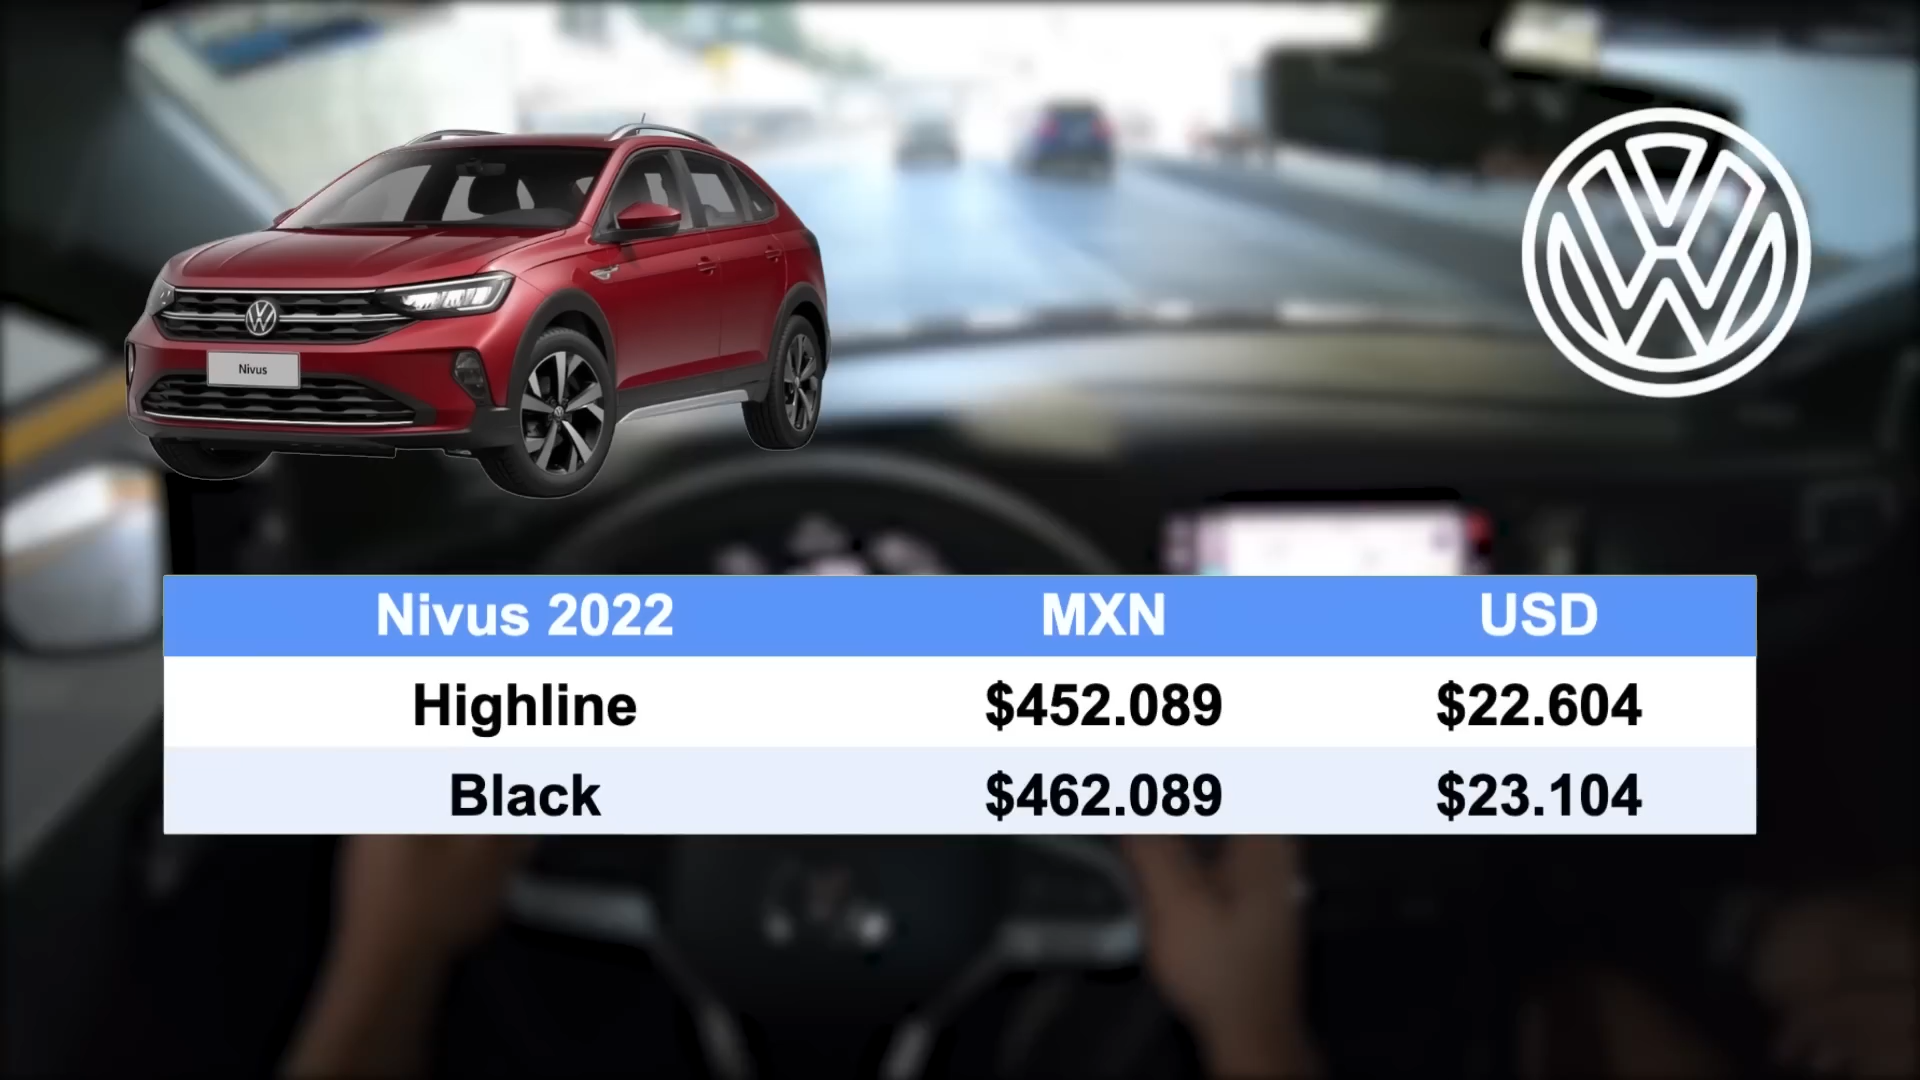 Nivus
Nivus 2022 MXN USD
Highline $452.089 $22.604
Black $462.089 $23.104